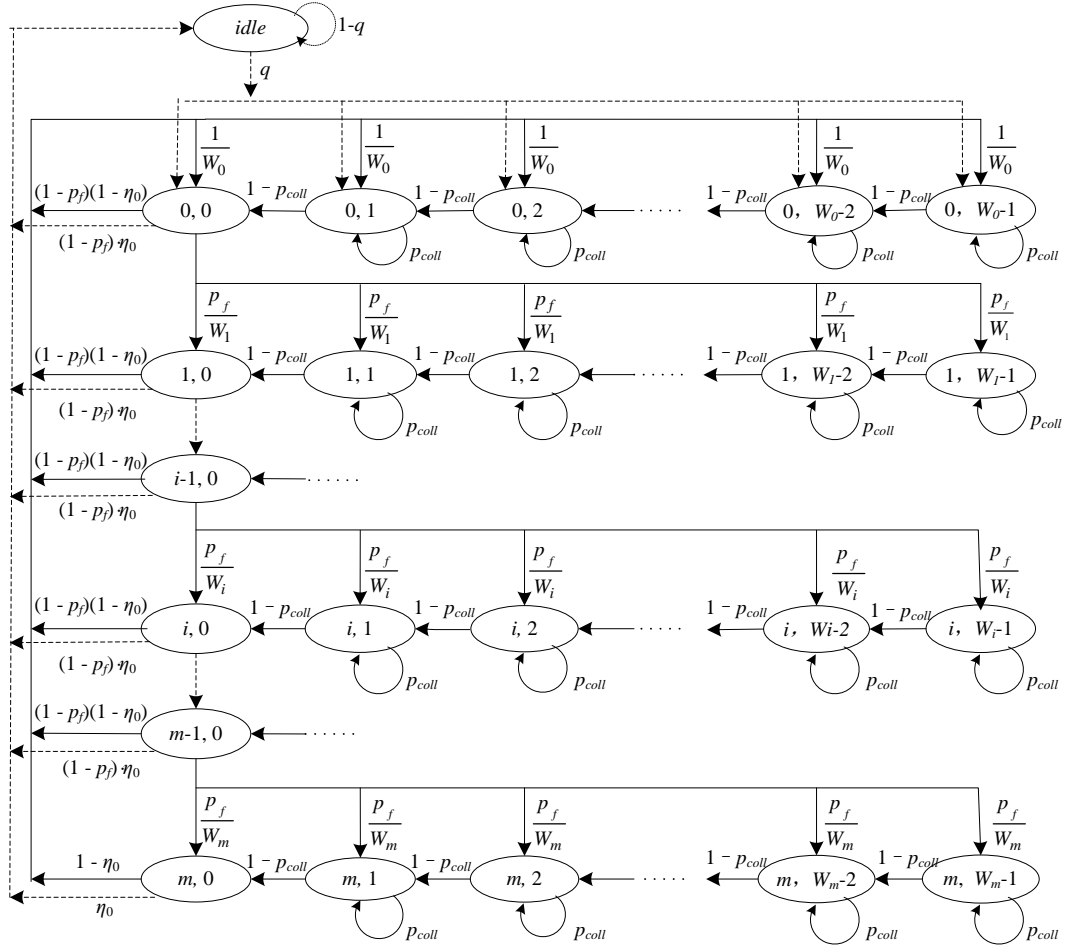 idle
1-q
q
1/W0 1/W0 1/W0 1/W0 1/W0
(1 - pf)(1 - η0) 1 - pcoll 1 - pcoll 1 - pcoll 1 - pcoll
0, 0 0, 1 0, 2 ..... 0, W0-2 0, W0-1
(1 - pf)·η0 pcoll pcoll pcoll pcoll
pf/W1 pf/W1 pf/W1 pf/W1 pf/W1
(1 - pf)(1 - η0) 1 - pcoll 1 - pcoll 1 - pcoll 1 - pcoll
1, 0 1, 1 1, 2 ..... 1, W1-2 1, W1-1
(1 - pf)·η0 pcoll pcoll pcoll pcoll
(1 - pf)(1 - η0)
i-1, 0 ......
(1 - pf)·η0
pf/Wi pf/Wi pf/Wi pf/Wi pf/Wi
(1 - pf)(1 - η0) 1 - pcoll 1 - pcoll 1 - pcoll 1 - pcoll
i, 0 i, 1 i, 2 ..... i, Wi-2 i, Wi-1
(1 - pf)·η0 pcoll pcoll pcoll pcoll
(1 - pf)(1 - η0)
m-1, 0 ......
(1 - pf)·η0
pf/Wm pf/Wm pf/Wm pf/Wm pf/Wm
1 - η0 1 - pcoll 1 - pcoll 1 - pcoll 1 - pcoll
m, 0 m, 1 m, 2 ..... m, Wm-2 m, Wm-1
η0 pcoll pcoll pcoll pcoll